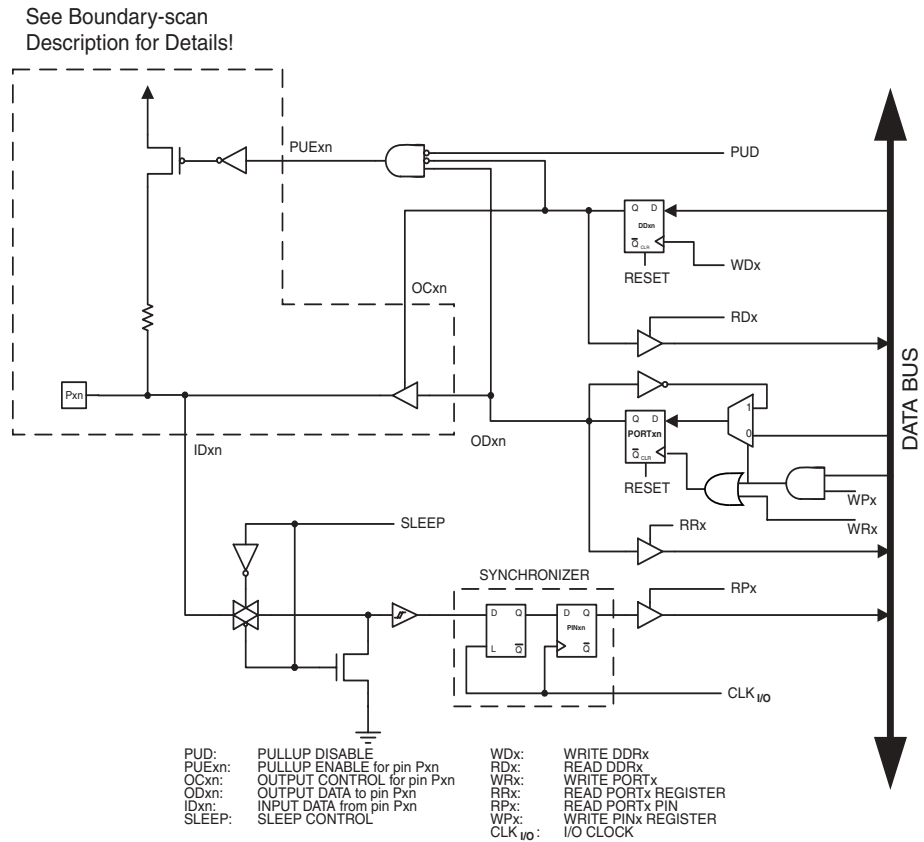 See Boundary-scan
Description for Details!
PUExn
PUD
Q D
DDxn
Q CLR
RESET
WDx
OCxn
RDx
Pxn
ODxn
IDxn
1
0
Q D
PORTxn
Q CLR
RESET
WPx
WRx
RRx
SLEEP
SYNCHRONIZER
D Q
L Q
D Q
PINxn
Q
RPx
CLK I/O
DATA BUS
PUD: PULLUP DISABLE
PUExn: PULLUP ENABLE for pin Pxn
OCxn: OUTPUT CONTROL for pin Pxn
ODxn: OUTPUT DATA to pin Pxn
IDxn: INPUT DATA from pin Pxn
SLEEP: SLEEP CONTROL
WDx: WRITE DDRx
RDx: READ DDRx
WRx: WRITE PORTx
RRx: READ PORTx REGISTER
RPx: READ PORTx PIN
WPx: WRITE PINx REGISTER
CLK I/O: I/O CLOCK